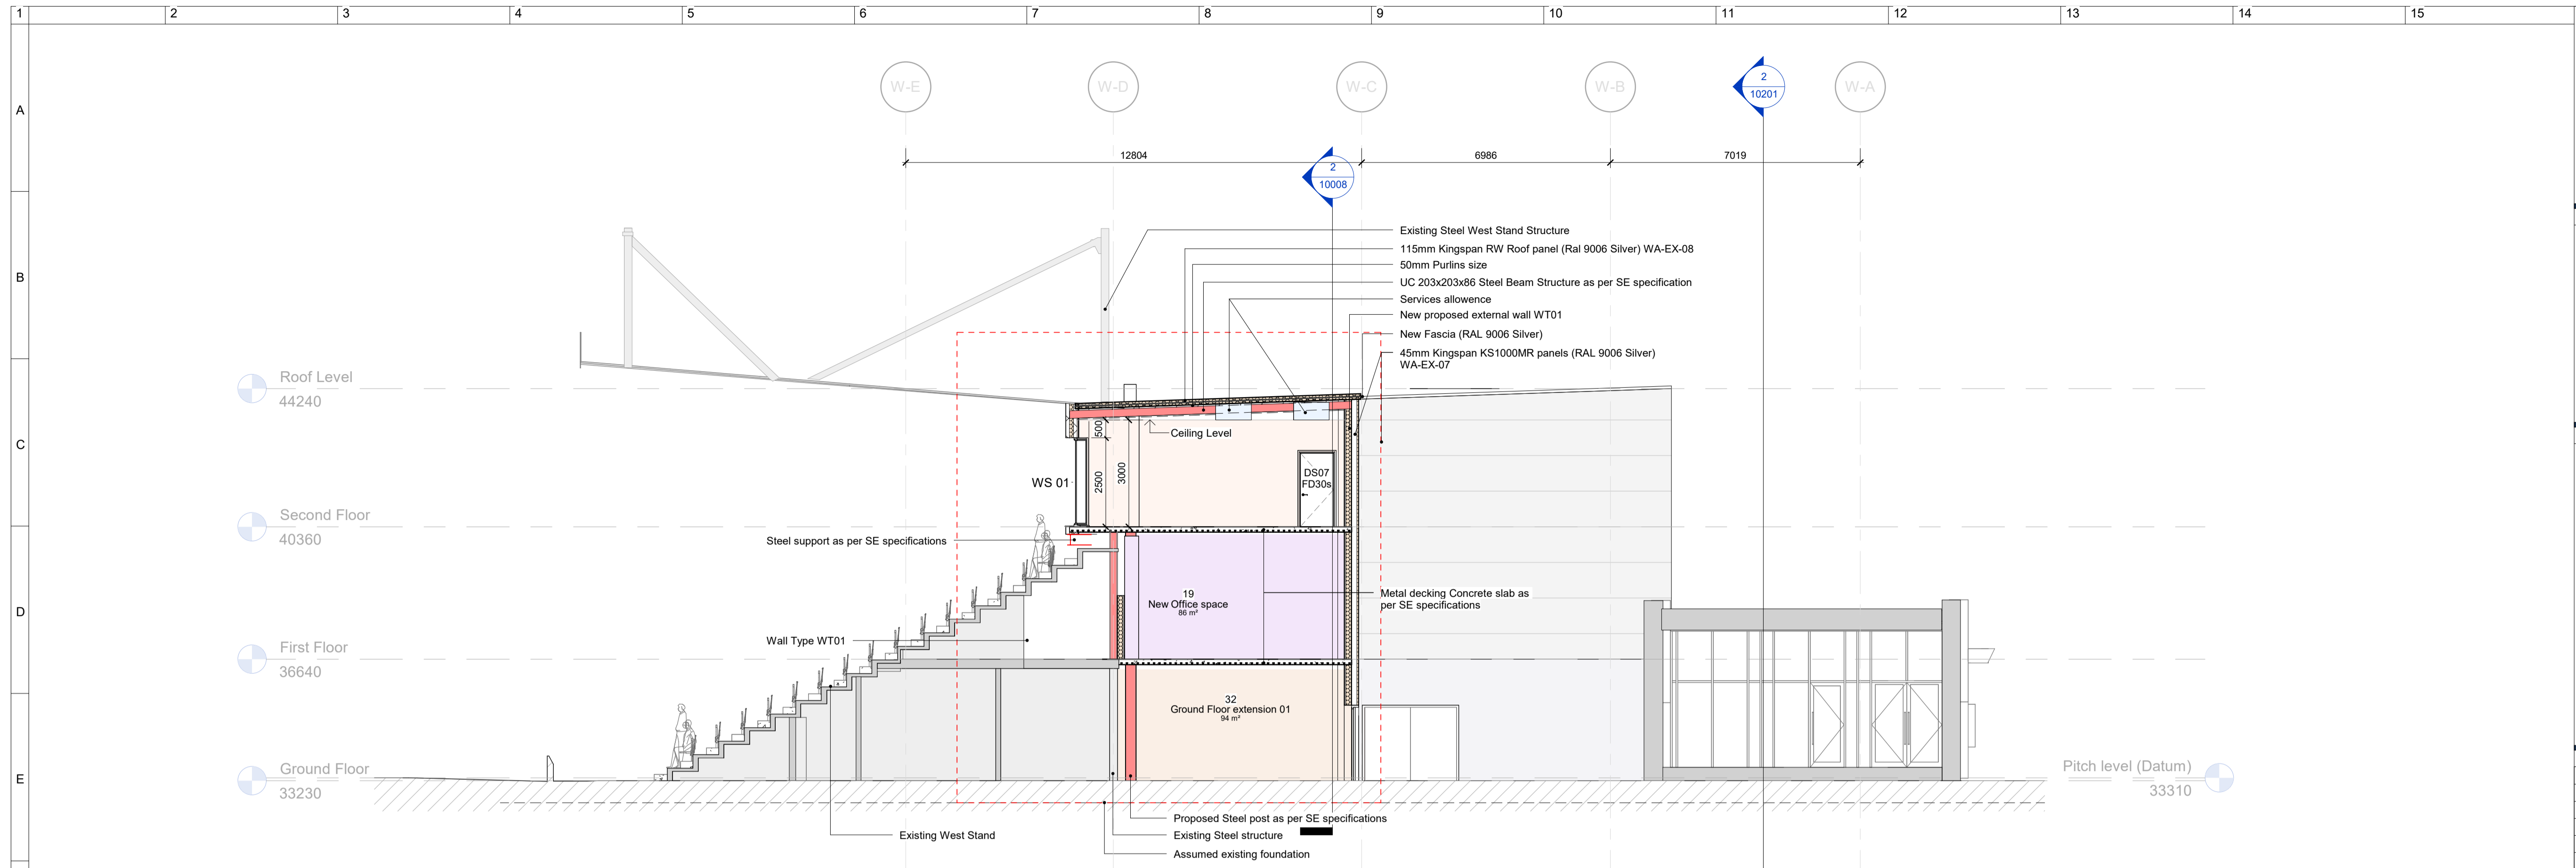 1
2
3
4
5
6
7
8
9
10
11
12
13
14
15
A
B
C
D
E
W-E
W-D
W-C
W-B
W-A
2
10201
12804
6986
7019
2
10008
Existing Steel West Stand Structure
115mm Kingspan RW Roof panel (Ral 9006 Silver) WA-EX-08
50mm Purlins size
UC 203x203x86 Steel Beam Structure as per SE specification
Services allowence
New proposed external wall WT01
New Fascia (RAL 9006 Silver)
45mm Kingspan KS1000MR panels (RAL 9006 Silver)
WA-EX-07
Roof Level
44240
500
Ceiling Level
2500
3000
WS 01
DS07
FD30s
Second Floor
40360
Steel support as per SE specifications
19
New Office space
86 m²
Metal decking Concrete slab as
per SE specifications
Wall Type WT01
First Floor
36640
32
Ground Floor extension 01
94 m²
Ground Floor
33230
Pitch level (Datum)
33310
Proposed Steel post as per SE specifications
Existing West Stand
Existing Steel structure
Assumed existing foundation